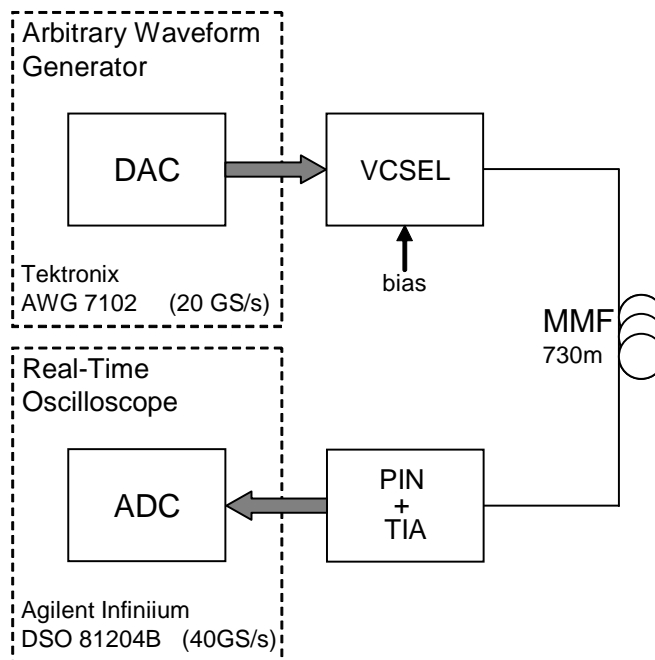 Arbitrary Waveform
Generator
DAC
VCSEL
bias
Tektronix
AWG 7102 (20 GS/s)
MMF
730m
Real-Time
Oscilloscope
ADC
PIN
+
TIA
Agilent Infiniium
DSO 81204B (40GS/s)